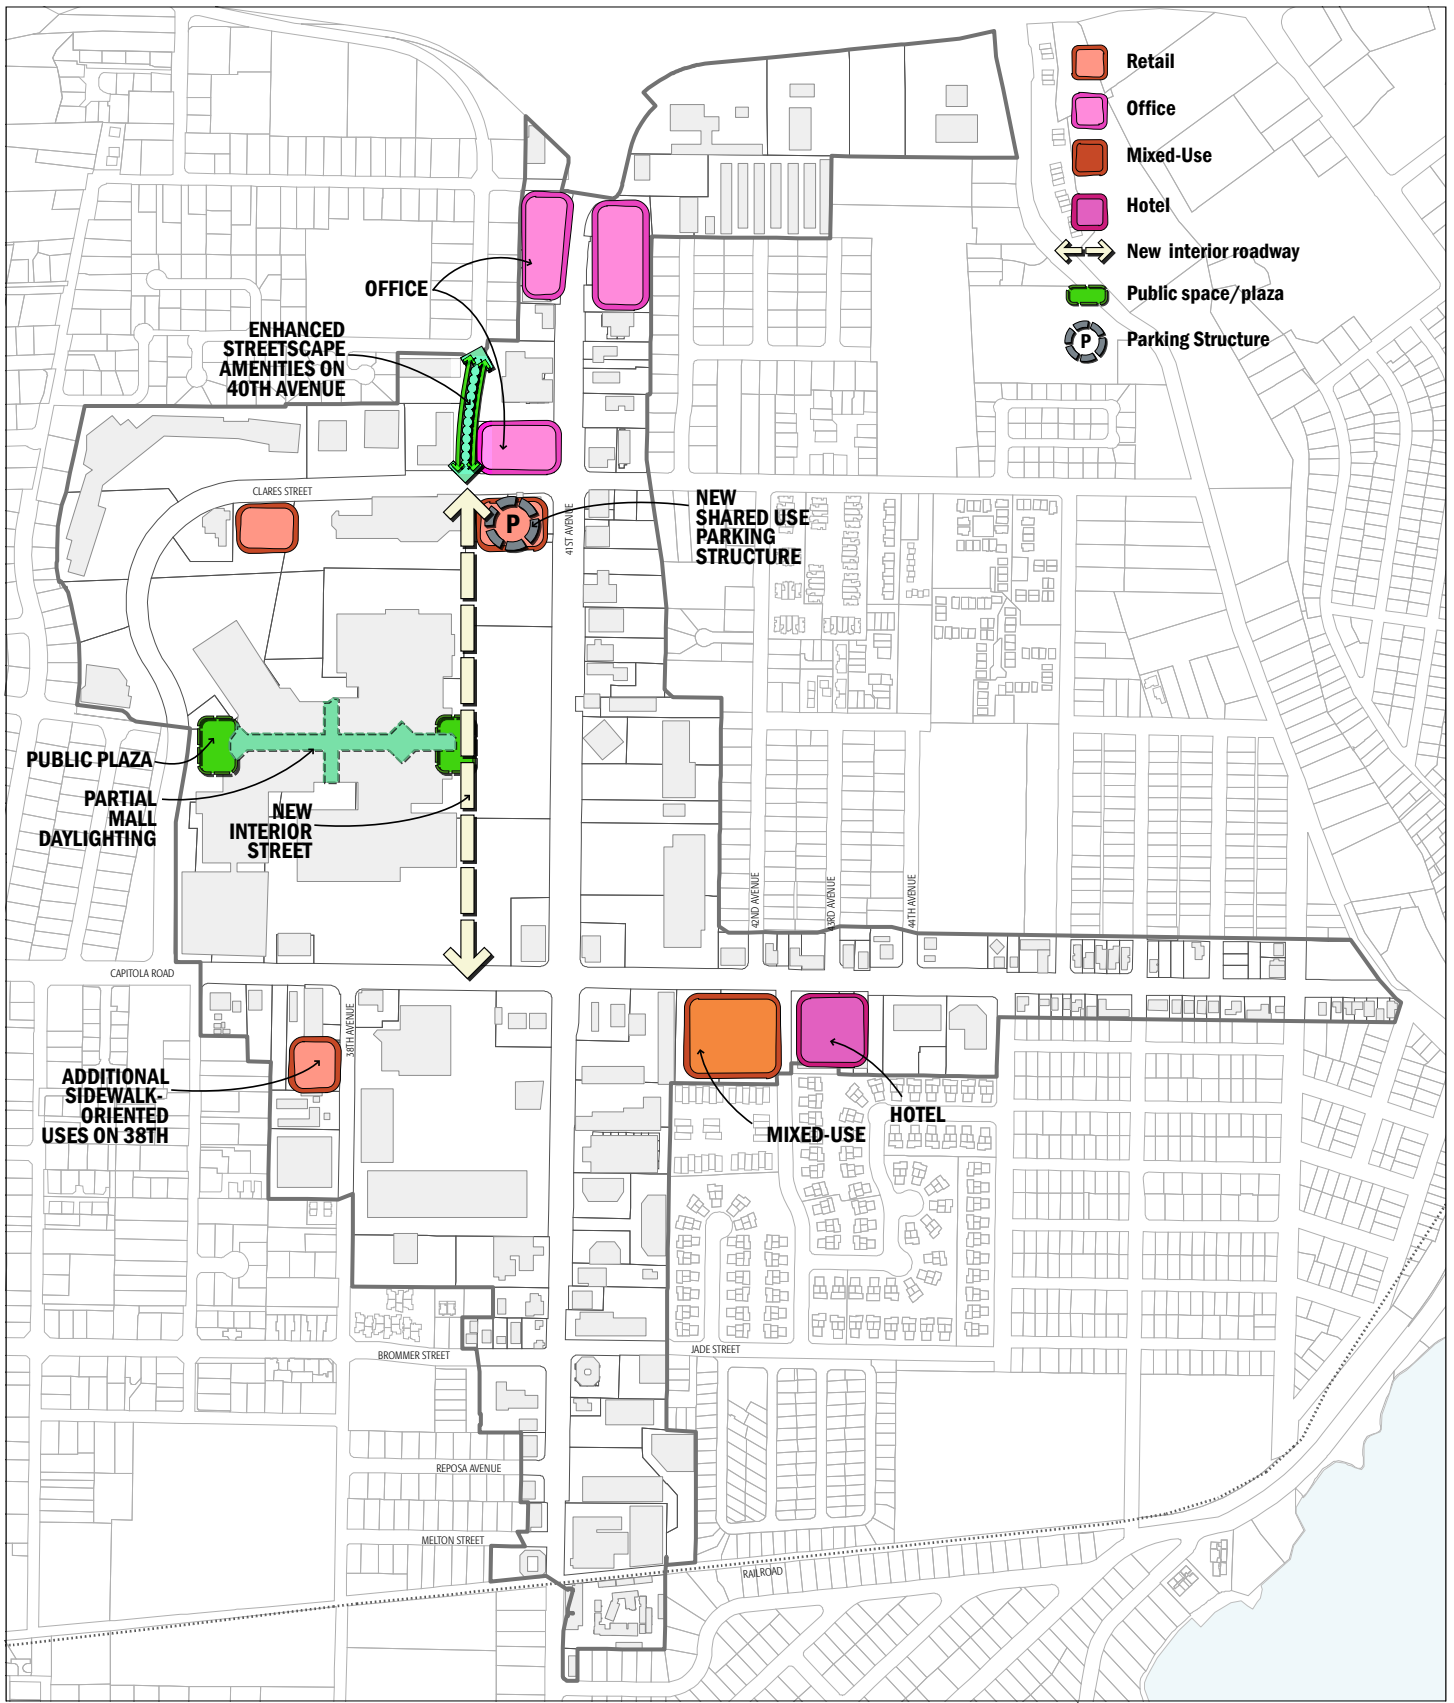 Retail
Office
Mixed-Use
Hotel
New interior roadway
Public space/plaza
P
Parking Structure
OFFICE
ENHANCED
STREETSCAPE
AMENITIES ON
40TH AVENUE
CLARES STREET
P
41ST AVENUE
NEW
SHARED USE
PARKING
STRUCTURE
PUBLIC PLAZA
PARTIAL
MALL
DAYLIGHTING
NEW
INTERIOR
STREET
42ND AVENUE
43RD AVENUE
44TH AVENUE
CAPITOLA ROAD
38TH AVENUE
ADDITIONAL
SIDEWALK-
ORIENTED
USES ON 38TH
HOTEL
MIXED-USE
BROMMER STREET
JADE STREET
REPOSA AVENUE
MELTON STREET
RAILROAD